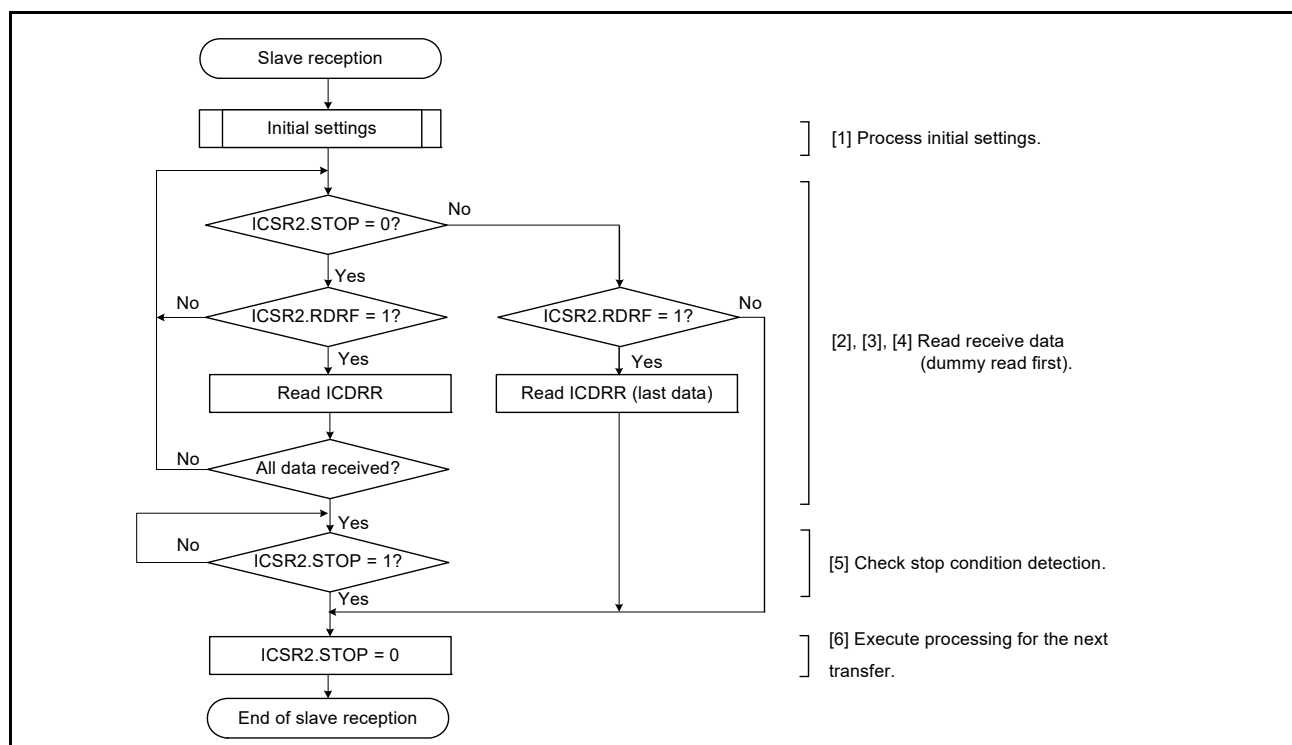 Slave reception
Initial settings
[1] Process initial settings.
ICSR2.STOP = 0?
No
Yes
No
ICSR2.RDRF = 1?
ICSR2.RDRF = 1?
No
Yes
Yes
[2], [3], [4] Read receive data
(dummy read first).
Read ICDRR
Read ICDRR (last data)
No
All data received?
Yes
No
ICSR2.STOP = 1?
[5] Check stop condition detection.
Yes
ICSR2.STOP = 0
[6] Execute processing for the next
transfer.
End of slave reception